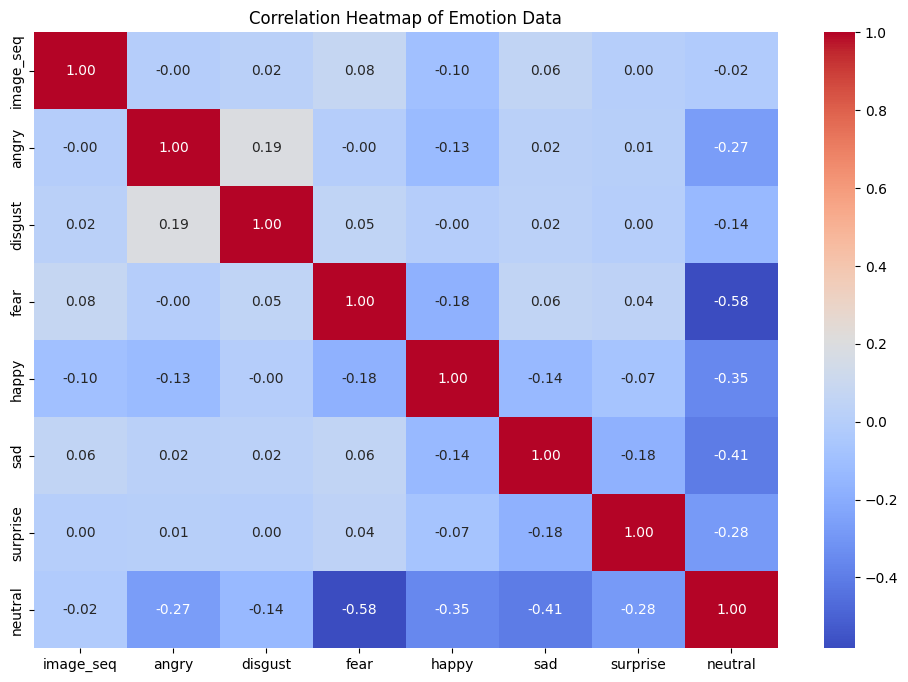 Correlation Heatmap of Emotion Data
image_seq 1.00 -0.00 0.02 0.08 -0.10 0.06 0.00 -0.02
angry -0.00 1.00 0.19 -0.00 -0.13 0.02 0.01 -0.27
disgust 0.02 0.19 1.00 0.05 -0.00 0.02 0.00 -0.14
fear 0.08 -0.00 0.05 1.00 -0.18 0.06 0.04 -0.58
happy -0.10 -0.13 -0.00 -0.18 1.00 -0.14 -0.07 -0.35
sad 0.06 0.02 0.02 0.06 -0.14 1.00 -0.18 -0.41
surprise 0.00 0.01 0.00 0.04 -0.07 -0.18 1.00 -0.28
neutral -0.02 -0.27 -0.14 -0.58 -0.35 -0.41 -0.28 1.00
image_seq angry disgust fear happy sad surprise neutral
1.0
0.8
0.6
0.4
0.2
0.0
−0.2
−0.4